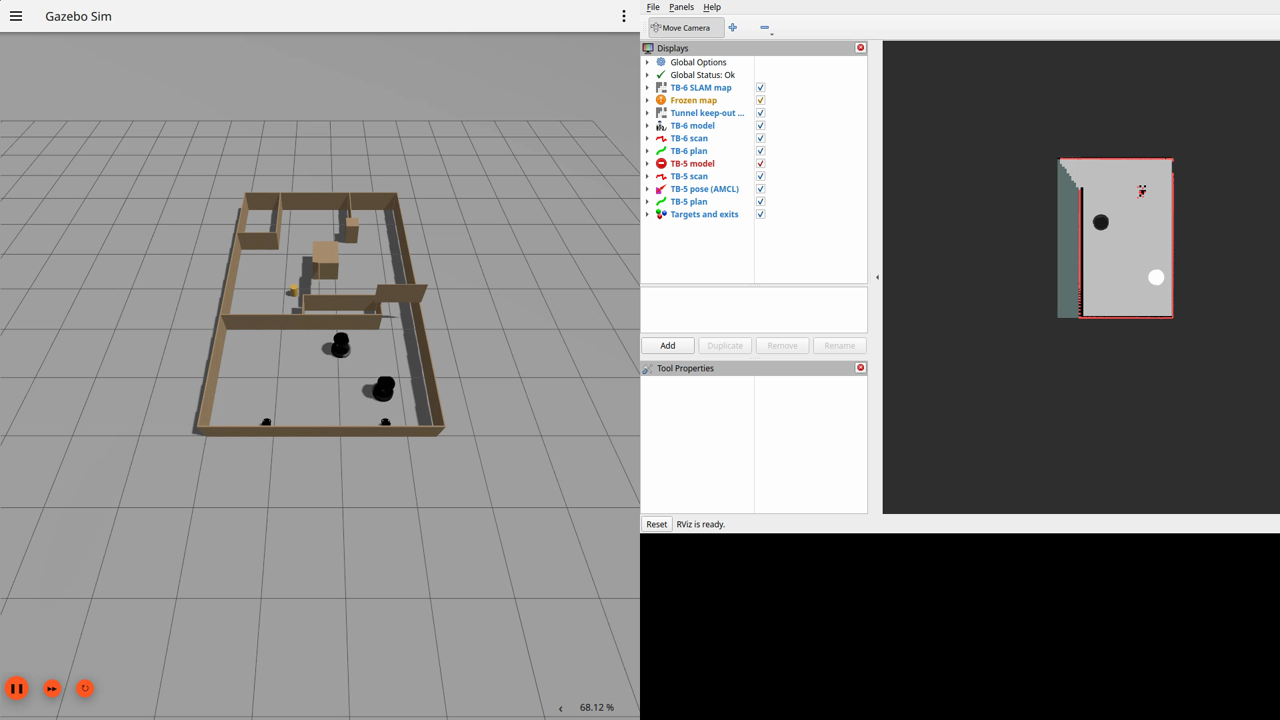 Gazebo Sim
68.12 %
File Panels Help
Move Camera
Displays
Global Options
Global Status: Ok
TB-6 SLAM map
Frozen map
Tunnel keep-out ...
TB-6 model
TB-6 scan
TB-6 plan
TB-5 model
TB-5 scan
TB-5 pose (AMCL)
TB-5 plan
Targets and exits
Add Duplicate Remove Rename
Tool Properties
Reset RViz is ready.